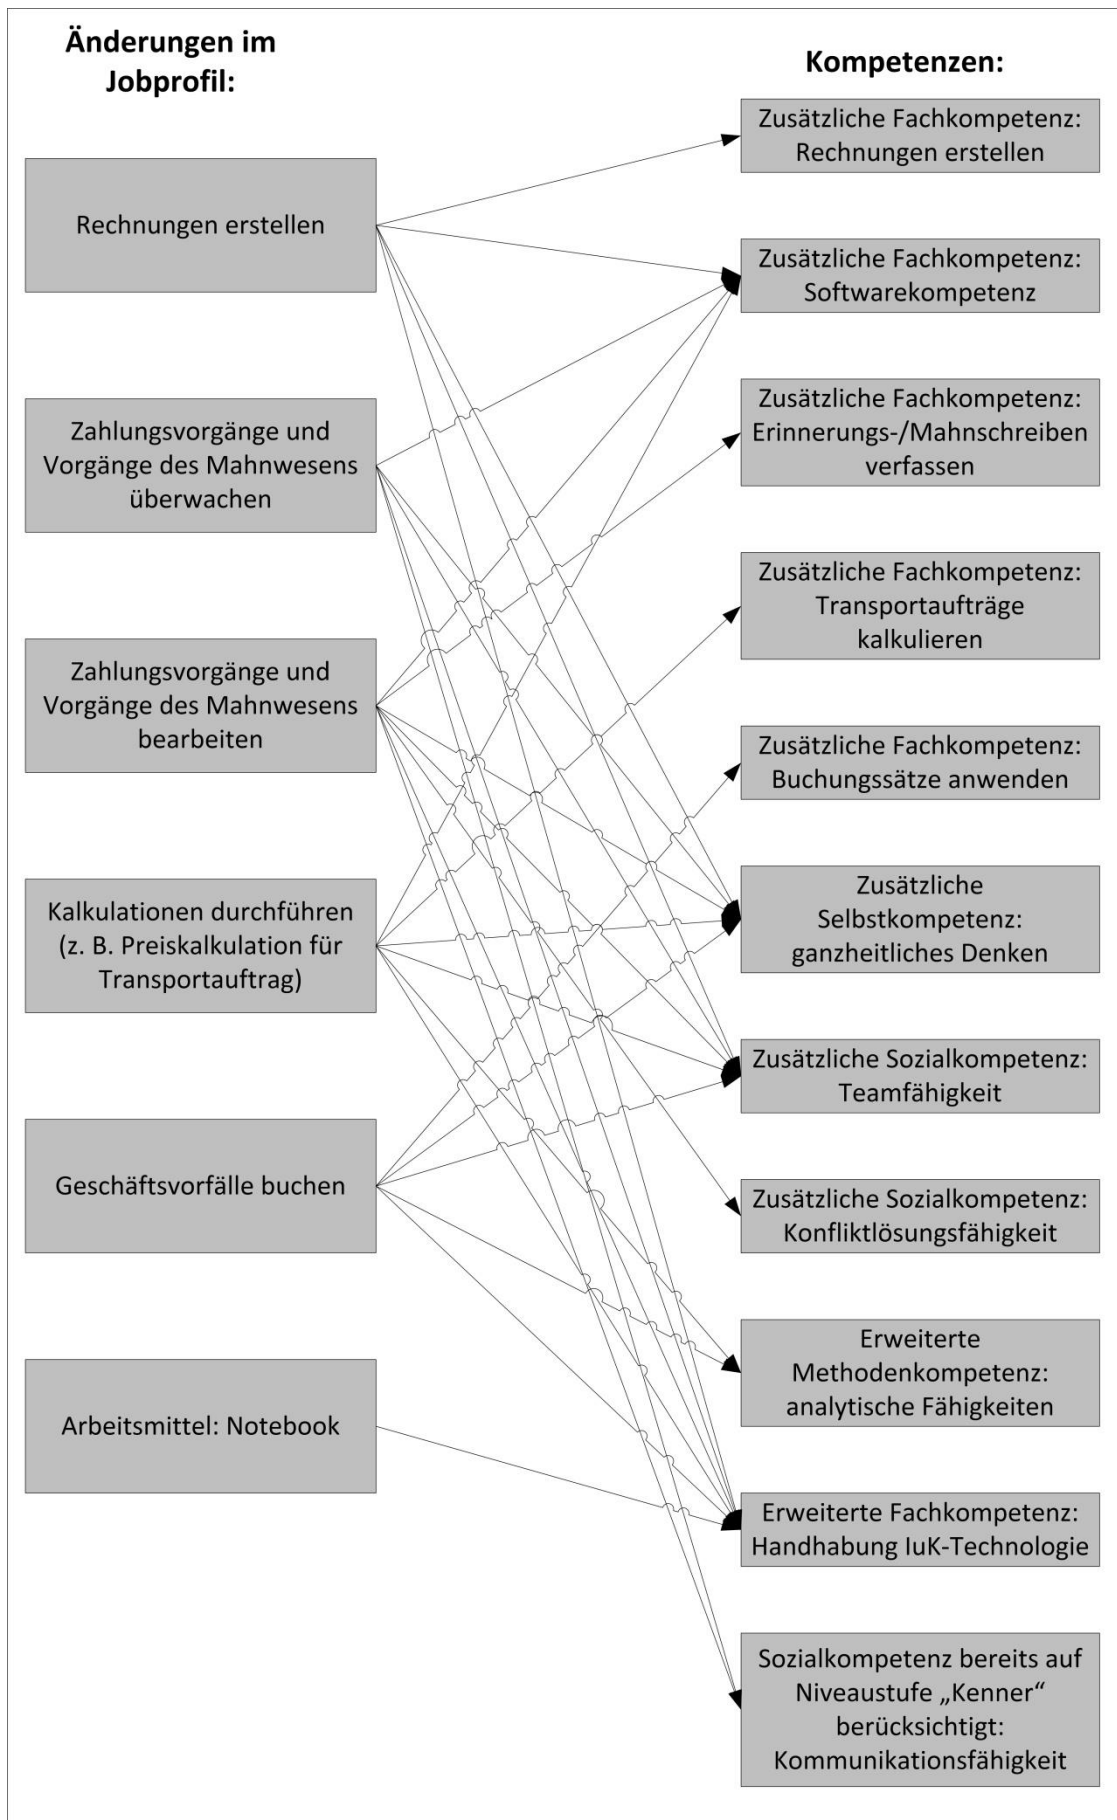 Änderungen im
Jobprofil:
Rechnungen erstellen
Zahlungsvorgänge und
Vorgänge des Mahnwesens
überwachen
Zahlungsvorgänge und
Vorgänge des Mahnwesens
bearbeiten
Kalkulationen durchführen
(z. B. Preiskalkulation für
Transportauftrag)
Geschäftsvorfälle buchen
Arbeitsmittel: Notebook
Kompetenzen:
Zusätzliche Fachkompetenz:
Rechnungen erstellen
Zusätzliche Fachkompetenz:
Softwarekompetenz
Zusätzliche Fachkompetenz:
Erinnerungs-/Mahnschreiben
verfassen
Zusätzliche Fachkompetenz:
Transportaufträge
kalkulieren
Zusätzliche Fachkompetenz:
Buchungssätze anwenden
Zusätzliche
Selbstkompetenz:
ganzheitliches Denken
Zusätzliche Sozialkompetenz:
Teamfähigkeit
Zusätzliche Sozialkompetenz:
Konfliktlösungsfähigkeit
Erweiterte
Methodenkompetenz:
analytische Fähigkeiten
Erweiterte Fachkompetenz:
Handhabung IuK-Technologie
Sozialkompetenz bereits auf
Niveaustufe „Kenner“
berücksichtigt:
Kommunikationsfähigkeit